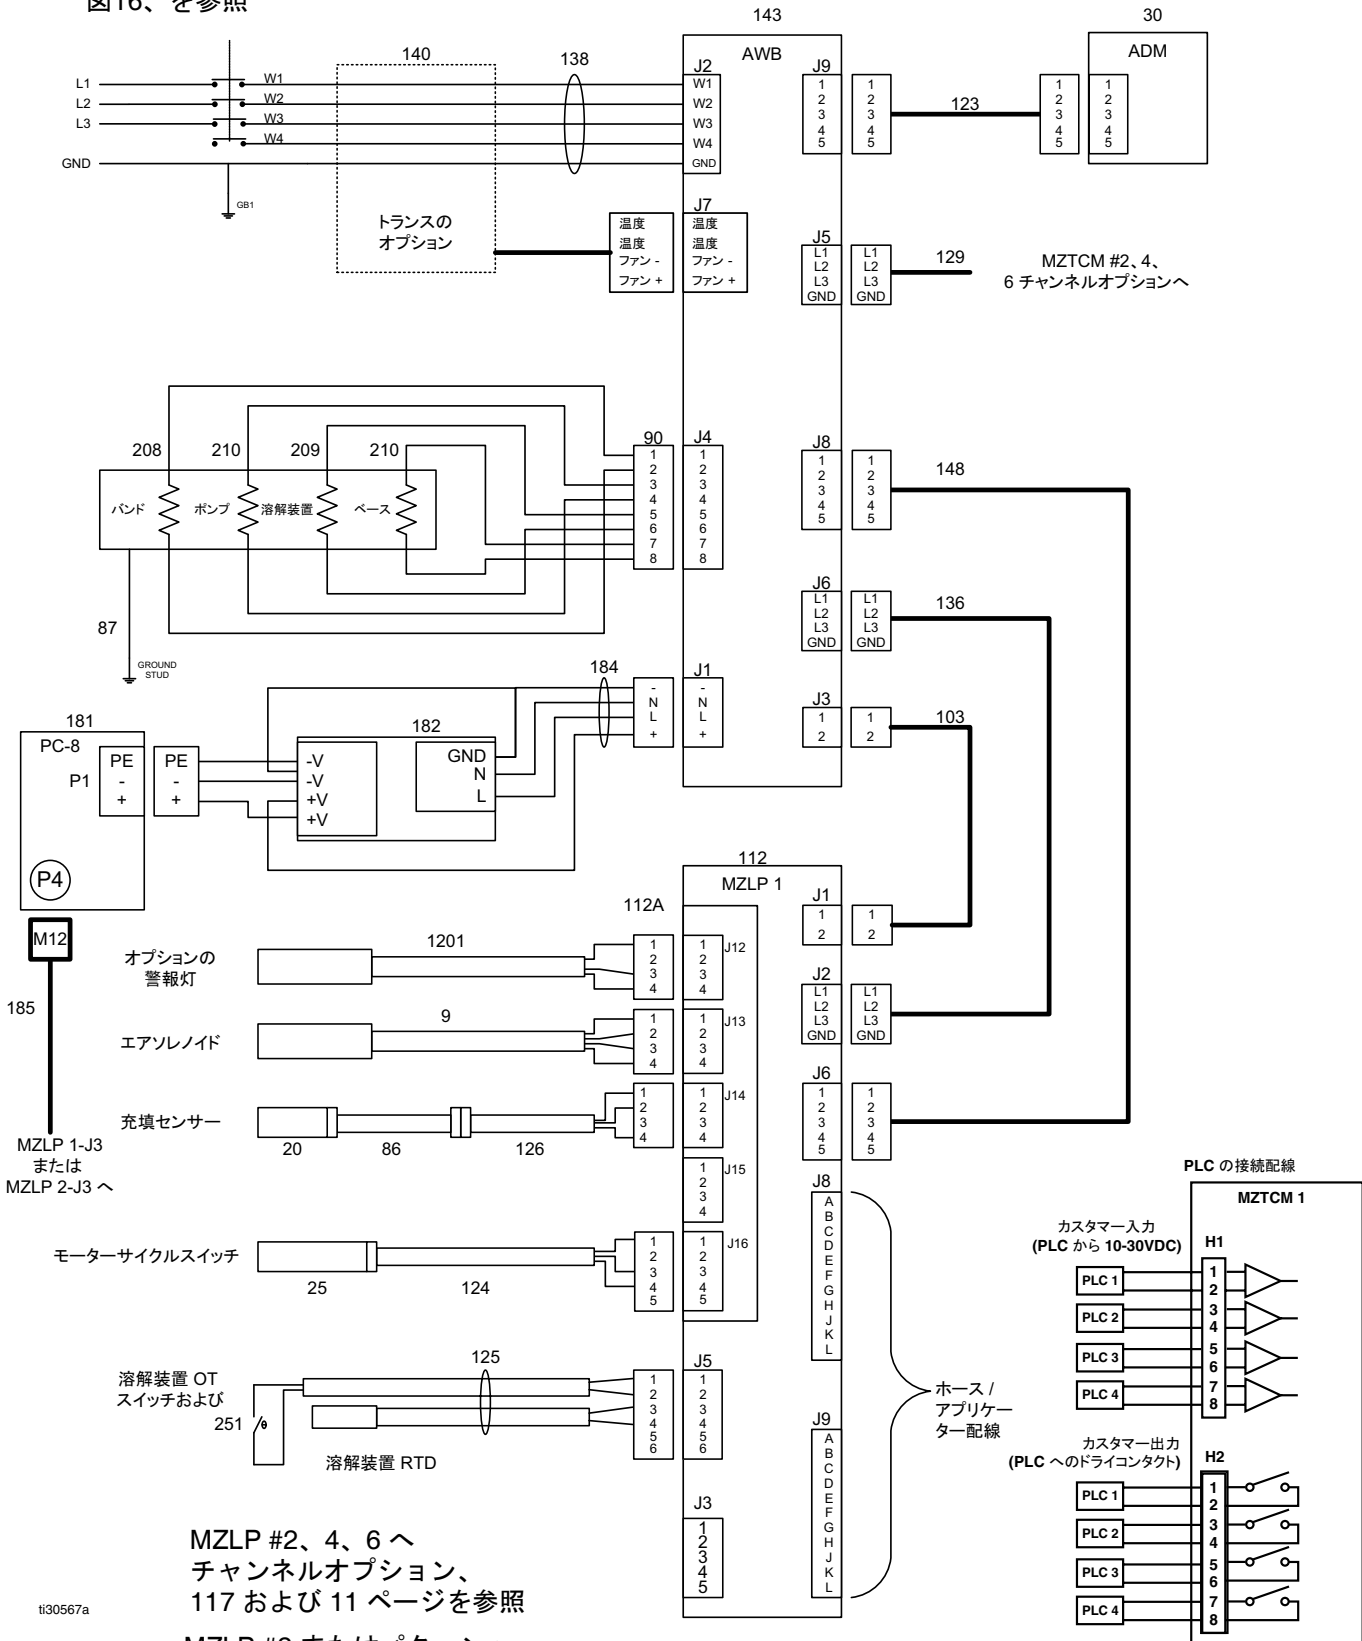 図16、を参照
143
30
AWB
ADM
140
138
L1
L2
L3
GND
W1
W2
W3
W4
GB1
トランスの
オプション
J2
W1
W2
W3
W4
GND
J9
1
2
3
4
5
1
2
3
4
5
123
1
2
3
4
5
1
2
3
4
5
J7
温度
温度
ファン -
ファン +
温度
温度
ファン -
ファン +
J5
L1
L2
L3
GND
L1
L2
L3
GND
129
MZTCM #2、4、
6 チャンネルオプションへ
208
210
209
210
バンド
ポンプ
溶解装置
ベース
87
GROUND
STUD
90
1
2
3
4
5
6
7
8
J4
1
2
3
4
5
6
7
8
J8
1
2
3
4
5
1
2
3
4
5
148
J6
L1
L2
L3
GND
L1
L2
L3
GND
136
184
-
N
L
+
J1
-
N
L
+
J3
1
2
1
2
103
181
PC-8
P1
PE
-
+
PE
-
+
182
-V
-V
+V
+V
GND
N
L
P4
M12
185
MZLP 1-J3
または
MZLP 2-J3 へ
112
MZLP 1
112A
オプションの
警報灯
1201
1
2
3
4
1
2
3
4
J12
エアソレノイド
9
1
2
3
4
1
2
3
4
J13
充填センサー
20
86
126
1
2
3
4
1
2
3
4
J14
1
2
3
4
J15
モーターサイクルスイッチ
25
124
1
2
3
4
5
1
2
3
4
5
J16
J1
1
2
1
2
J2
L1
L2
L3
GND
L1
L2
L3
GND
J6
1
2
3
4
5
1
2
3
4
5
J8
A
B
C
D
E
F
G
H
J
K
L
溶解装置 OT
スイッチおよび
251
125
溶解装置 RTD
1
2
3
4
5
6
J5
1
2
3
4
5
6
J9
A
B
C
D
E
F
G
H
J
K
L
ホース /
アプリケー
ター配線
J3
1
2
3
4
5
PLC の接続配線
MZTCM 1
カスタマー入力
(PLC から 10-30VDC)
H1
PLC 1
PLC 2
PLC 3
PLC 4
1
2
3
4
5
6
7
8
カスタマー出力
(PLC へのドライコンタクト)
H2
PLC 1
PLC 2
PLC 3
PLC 4
1
2
3
4
5
6
7
8
MZLP #2、4、6 へ
チャンネルオプション、
117 および 11 ページを参照
ti30567a